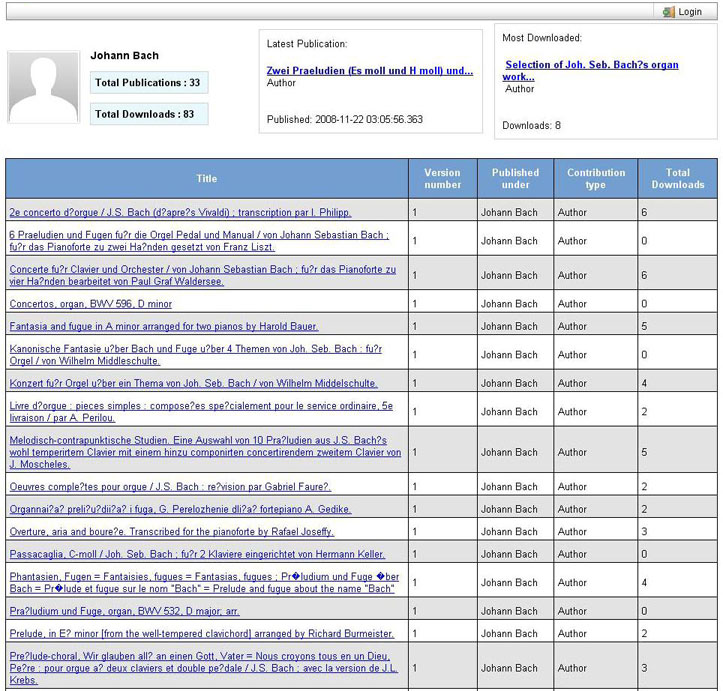 Login
Johann Bach
Total Publications : 33
Total Downloads : 83
Latest Publication:
Zwei Praeludien (Es moll und H moll) und...
Author
Published: 2008-11-22 03:05:56.363
Most Downloaded:
Selection of Joh. Seb. Bach?s organ
work...
Author
Downloads: 8
Title Version number Published under Contribution type Total Downloads
2e concerto d?orgue / J.S. Bach (d?apre?s Vivaldi) ; transcription par I. Philipp. 1 Johann Bach Author 6
6 Praeludien und Fugen fu?r die Orgel Pedal und Manual / von Johann Sebastian Bach ;
fu?r das Pianoforte zu zwei Ha?nden gesetzt von Franz Liszt. 1 Johann Bach Author 0
Concerte fu?r Clavier und Orchester / von Johann Sebastian Bach ; fu?r das Pianoforte zu
vier Ha?nden bearbeitet von Paul Graf Waldersee. 1 Johann Bach Author 6
Concertos, organ, BWV 596, D minor 1 Johann Bach Author 0
Fantasia and fugue in A minor arranged for two pianos by Harold Bauer. 1 Johann Bach Author 5
Kanonische Fantasie u?ber Bach und Fuge u?ber 4 Themen von Joh. Seb. Bach : fu?r
Orgel / von Wilhelm Middleschulte. 1 Johann Bach Author 0
Konzert fu?r Orgel u?ber ein Thema von Joh. Seb. Bach / von Wilhelm Middelschulte. 1 Johann Bach Author 4
Livre d?orgue : pieces simples : compose?es spe?cialement pour le service ordinaire, 5e
livraison / par A. Perilou. 1 Johann Bach Author 2
Melodisch-contrapunktische Studien. Eine Auswahl von 10 Pra?ludien aus J.S. Bach?s
wohl temperirtem Clavier mit einem hinzu componirten concertirendem zweitem Clavier von
J. Moscheles. 1 Johann Bach Author 5
Oeuvres comple?tes pour orgue / J.S. Bach : re?vision par Gabriel Faure?. 1 Johann Bach Author 2
Organnai?a? preli?u?dii?a? i fuga, G. Perelozhenie dli?a? fortepiano A. Gedike. 1 Johann Bach Author 2
Overture, aria and boure?e. Transcribed for the pianoforte by Rafael Joseffy. 1 Johann Bach Author 3
Passacaglia, C-moll / Joh. Seb. Bach ; fu?r 2 Klaviere eingerichtet von Hermann Keller. 1 Johann Bach Author 0
Phantasien, Fugen = Fantaisies, fugues = Fantasias, fugues ; Pr�ludium und Fuge �ber
Bach = Pr�lude et fugue sur le nom "Bach" = Prelude and fugue about the name "Bach" 1 Johann Bach Author 4
Pra?ludium und Fuge, organ, BWV 532, D major; arr. 1 Johann Bach Author 0
Prelude, in E? minor [from the well-tempered clavichord] arranged by Richard Burmeister. 1 Johann Bach Author 2
Pre?lude-choral, Wir glauben all? an einen Gott, Vater = Nous croyons tous en un Dieu,
Pe?re : pour orgue a? deux claviers et double pe?dale / J.S. Bach ; avec la version de J.L.
Krebs. 1 Johann Bach Author 3